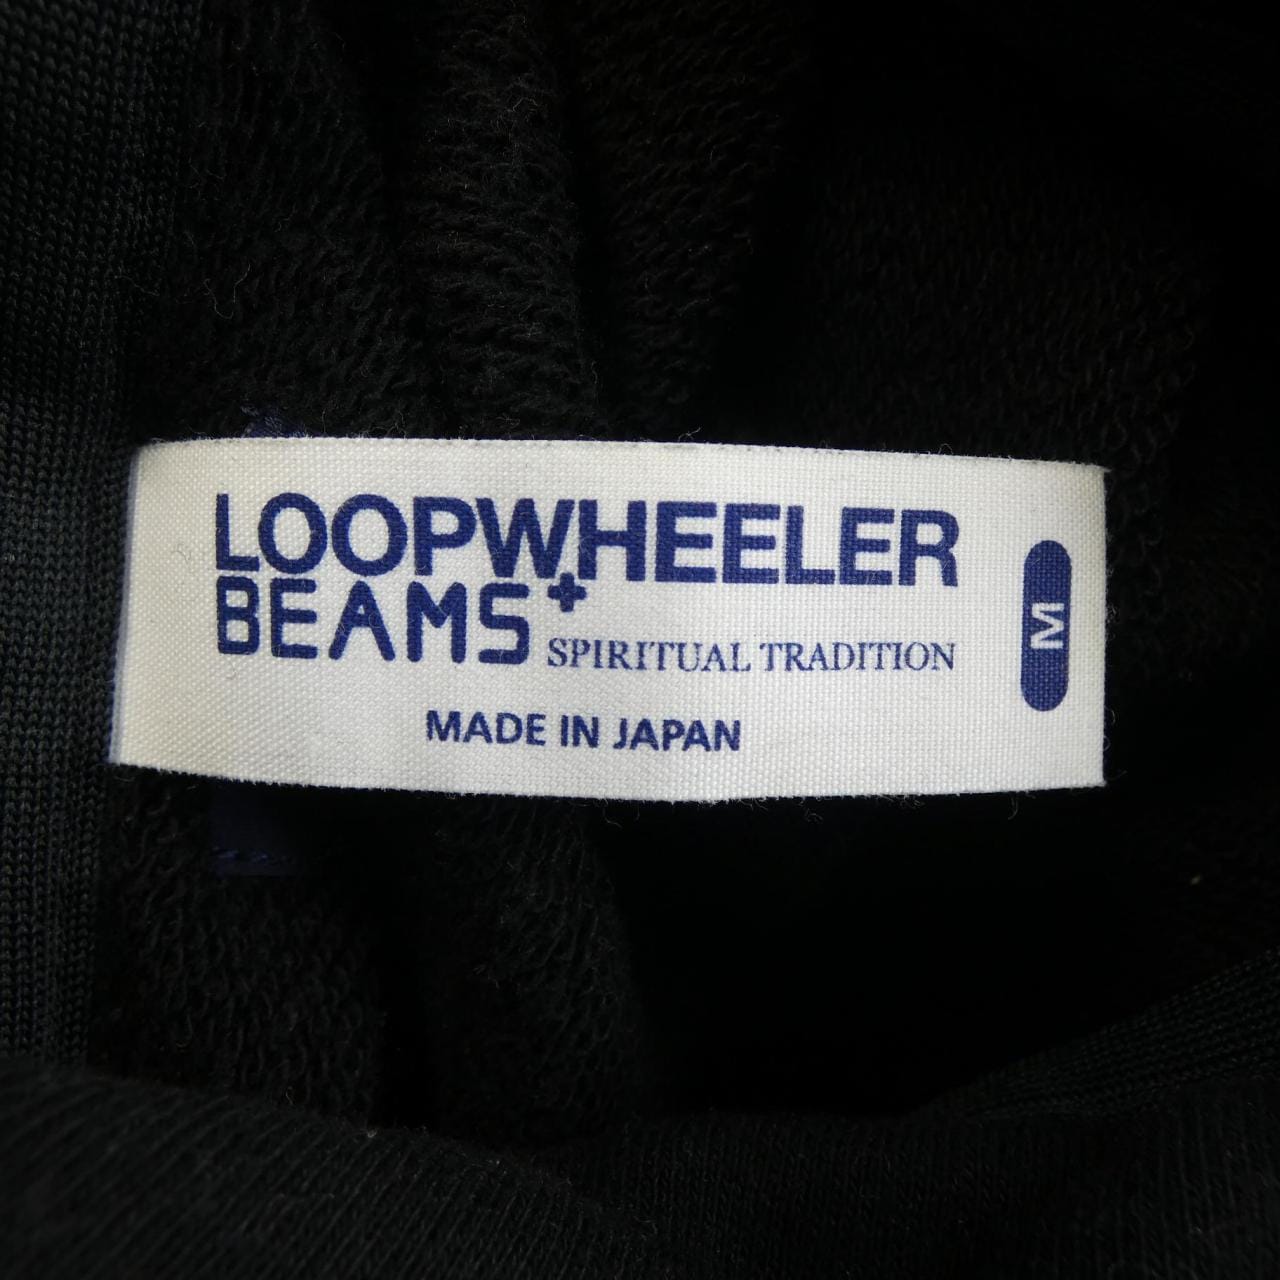 LOOPWHEELER
BEAMS+ SPIRITUAL TRADITION
MADE IN JAPAN
M